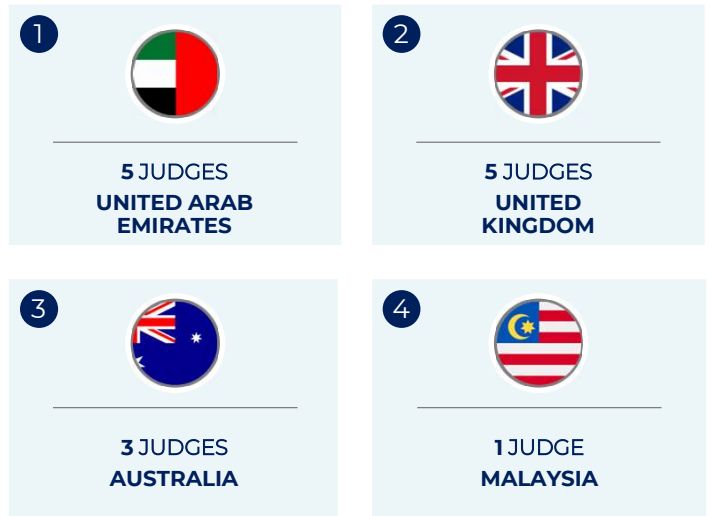 1
5 JUDGES
UNITED ARAB
EMIRATES
2
5 JUDGES
UNITED
KINGDOM
3
3 JUDGES
AUSTRALIA
4
1 JUDGE
MALAYSIA